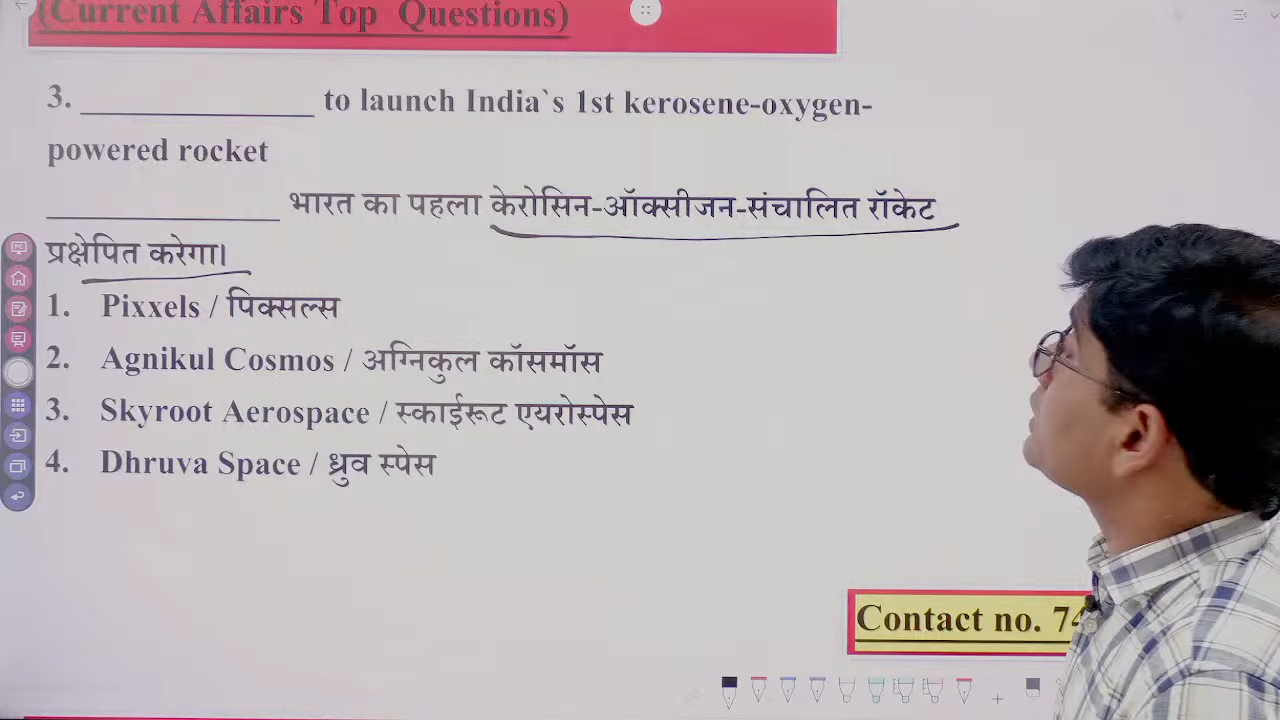 (Current Affairs Top Questions)
3. ______________ to launch India`s 1st kerosene-oxygen-
powered rocket
______________ भारत का पहला केरोसिन-ऑक्सीजन-संचालित रॉकेट
प्रक्षेपित करेगा।
1. Pixxels / पिक्सल्स
2. Agnikul Cosmos / अग्निकुल कॉसमॉस
3. Skyroot Aerospace / स्काईरूट एयरोस्पेस
4. Dhruva Space / ध्रुव स्पेस
Contact no. 74